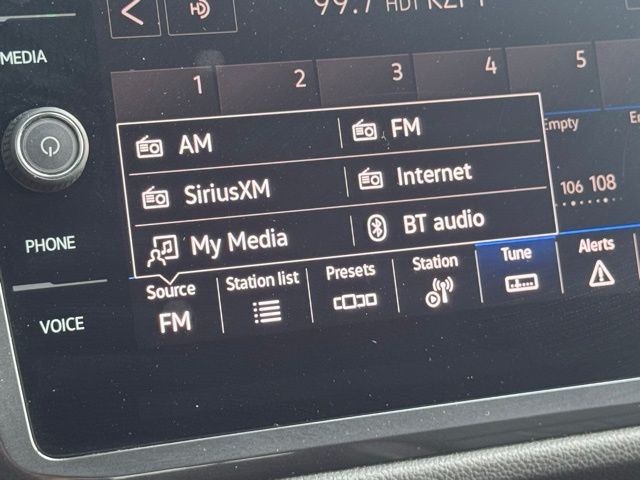 99.7 HD1
MEDIA
1 2 3 4 5
AM FM
Empty
SiriusXM Internet
106 108
My Media BT audio
PHONE
Source Station list Presets Station Tune Alerts
FM
VOICE